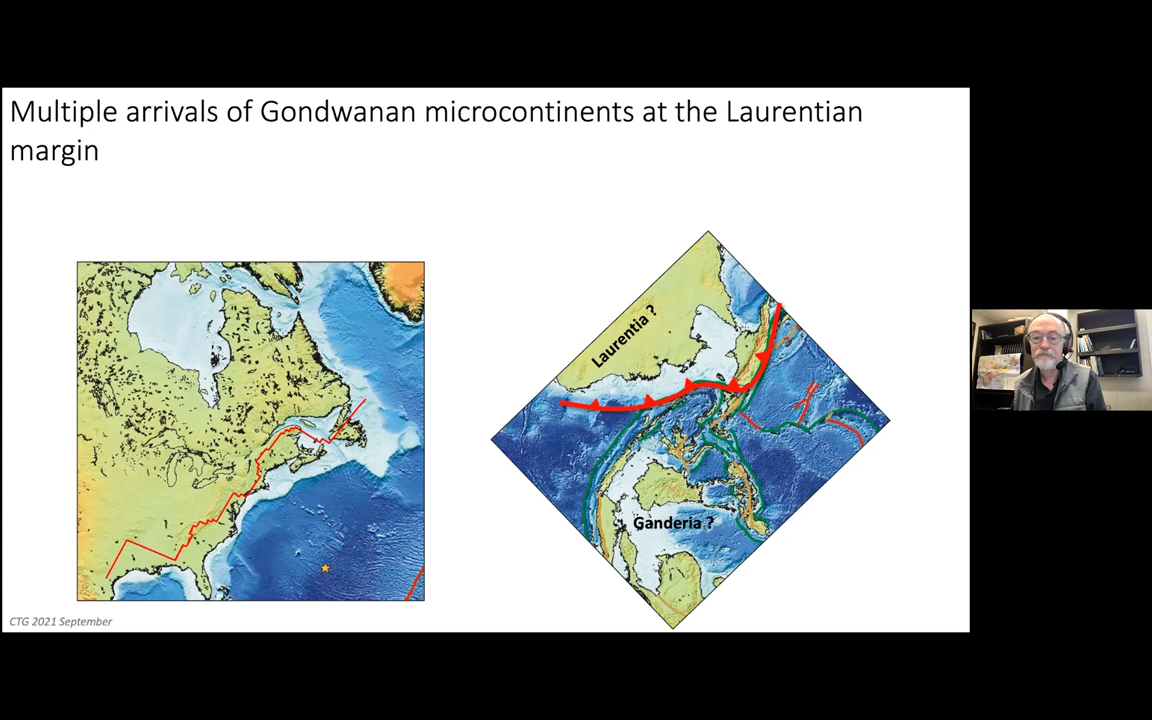 Multiple arrivals of Gondwanan microcontinents at the Laurentian
margin
Laurentia ?
Ganderia ?
CTG 2021 September